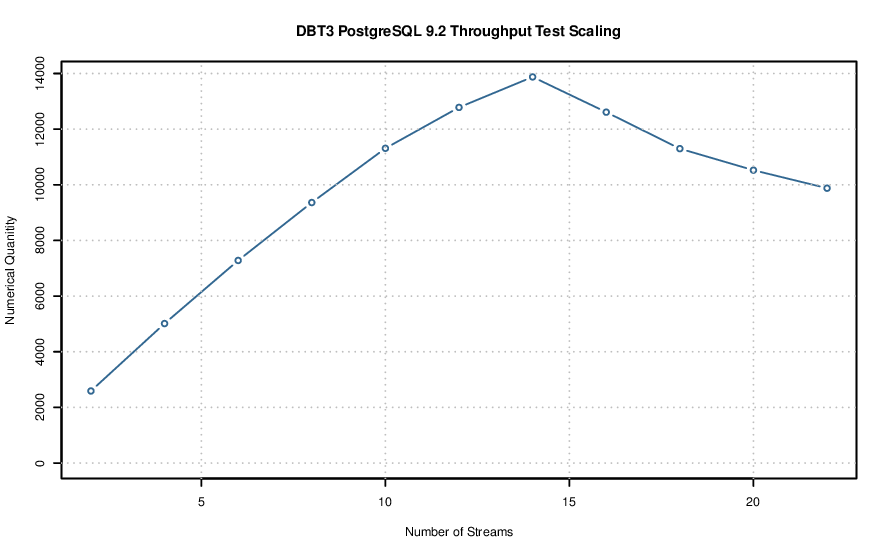 DBT3 PostgreSQL 9.2 Throughput Test Scaling
14000
12000
10000
8000
6000
4000
2000
0
Numerical Quanitity
5 10 15 20
Number of Streams